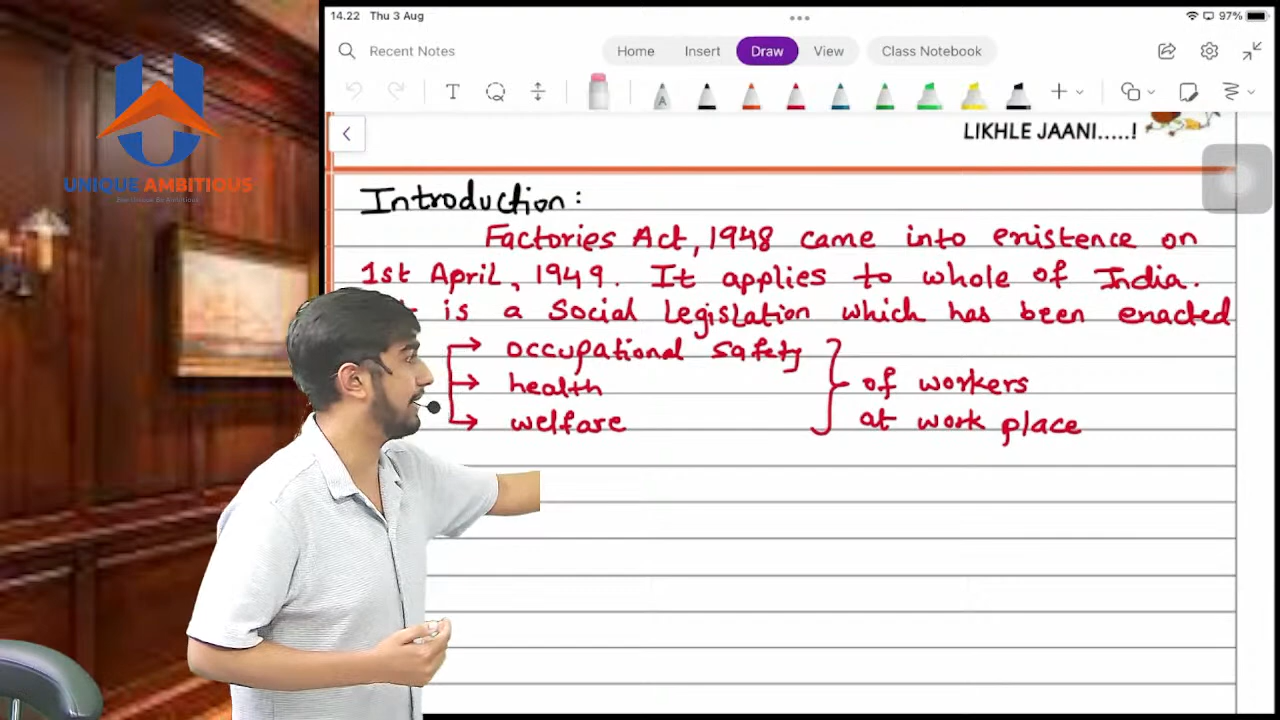 14.22 Thu 3 Aug
97%
Recent Notes
Home Insert Draw View Class Notebook
T
A
LIKHLE JAANI.....!
UNIQUE AMBITIOUS
Introduction:
Factories Act, 1948 came into existence on
1st April, 1949. It applies to whole of India.
is a Social Legislation which has been enacted
occupational safety
health
welfare
of workers
at work place